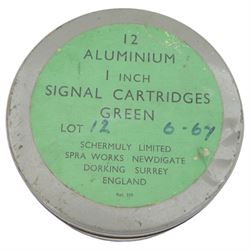 12
ALUMINIUM
1 INCH
SIGNAL CARTRIDGES
GREEN
LOT 12 6-67
SCHERMULY LIMITED
SPRA WORKS NEWDIGATE
DORKING SURREY
ENGLAND